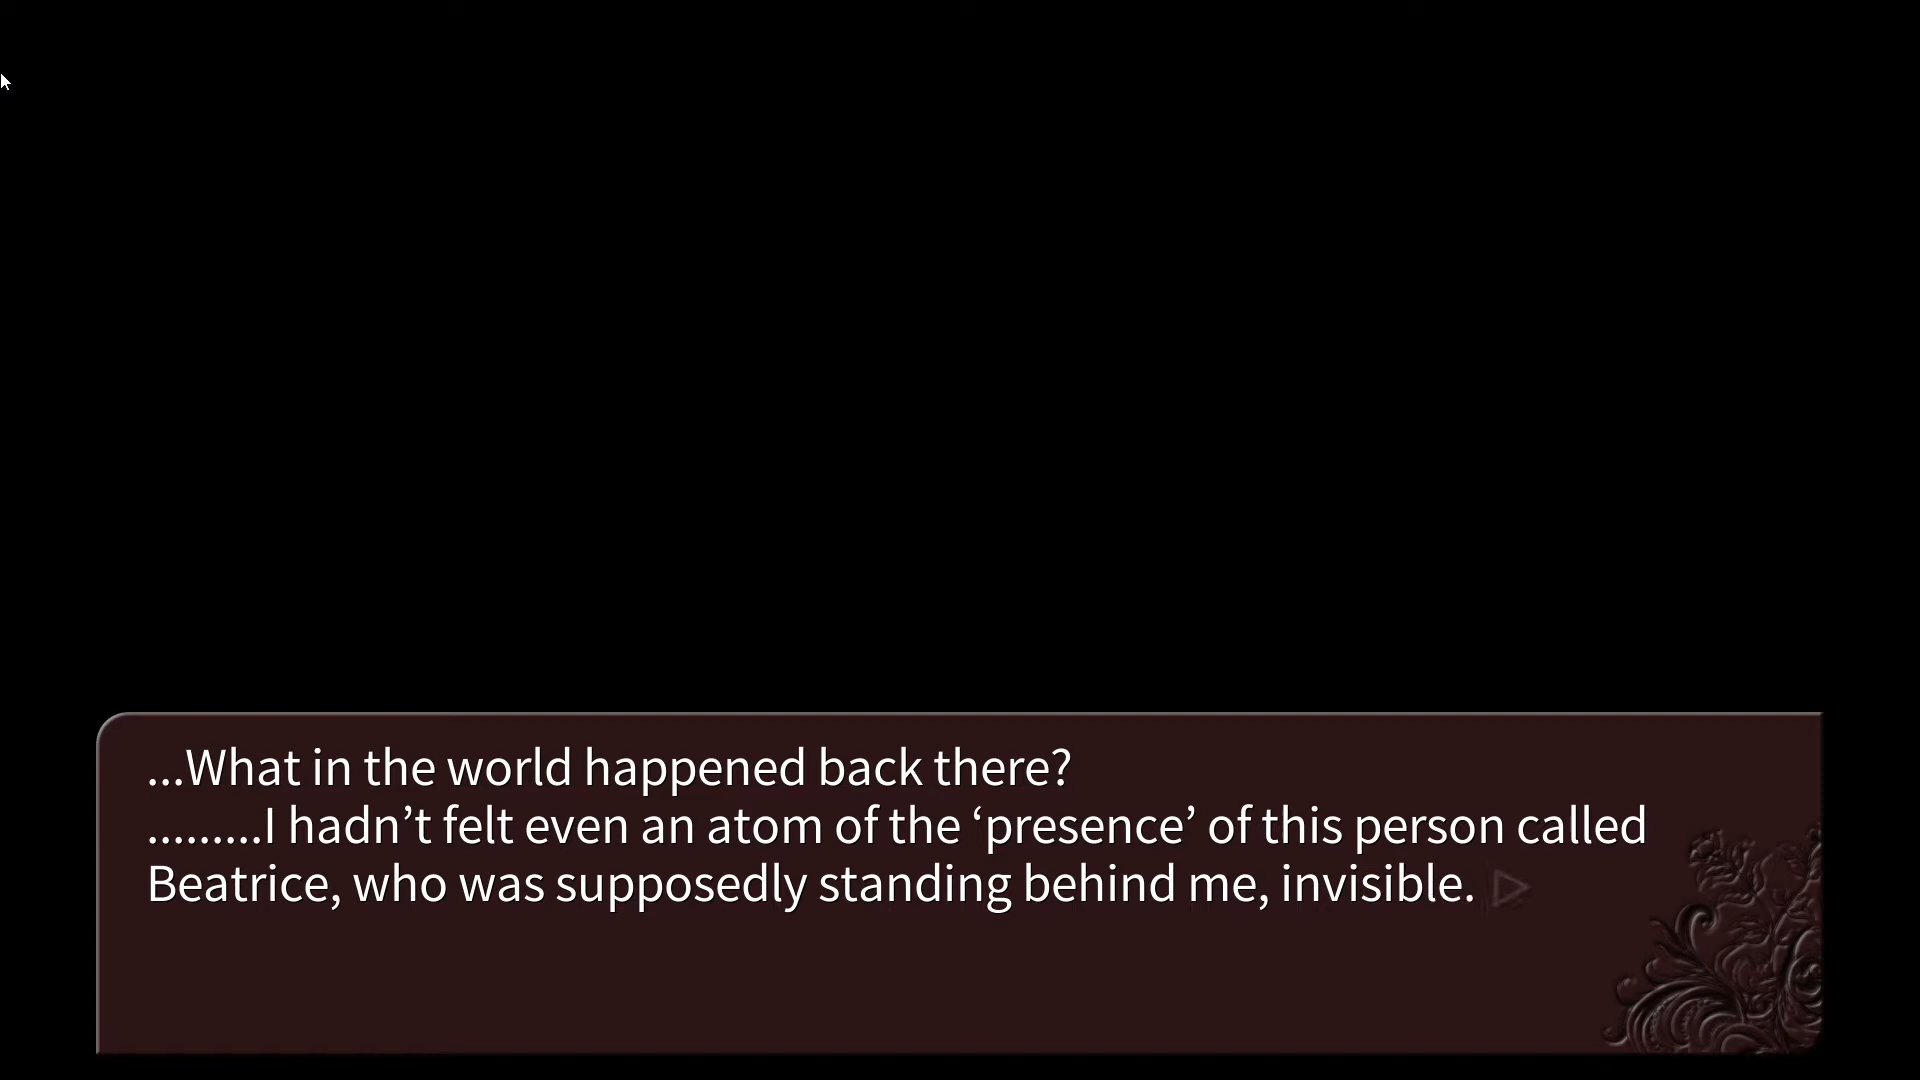 ...What in the world happened back there?
.........I hadn’t felt even an atom of the ‘presence’ of this person called
Beatrice, who was supposedly standing behind me, invisible.